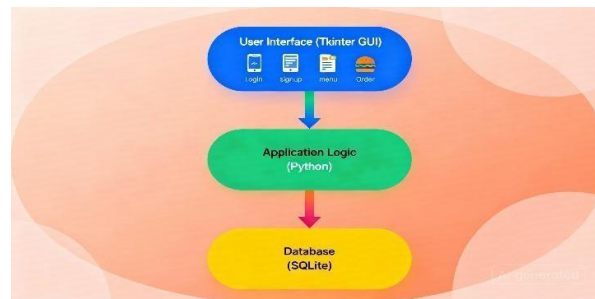 User Interface (Tkinter GUI)
Login signup menu Order
Application Logic
(Python)
Database
(SQLite)